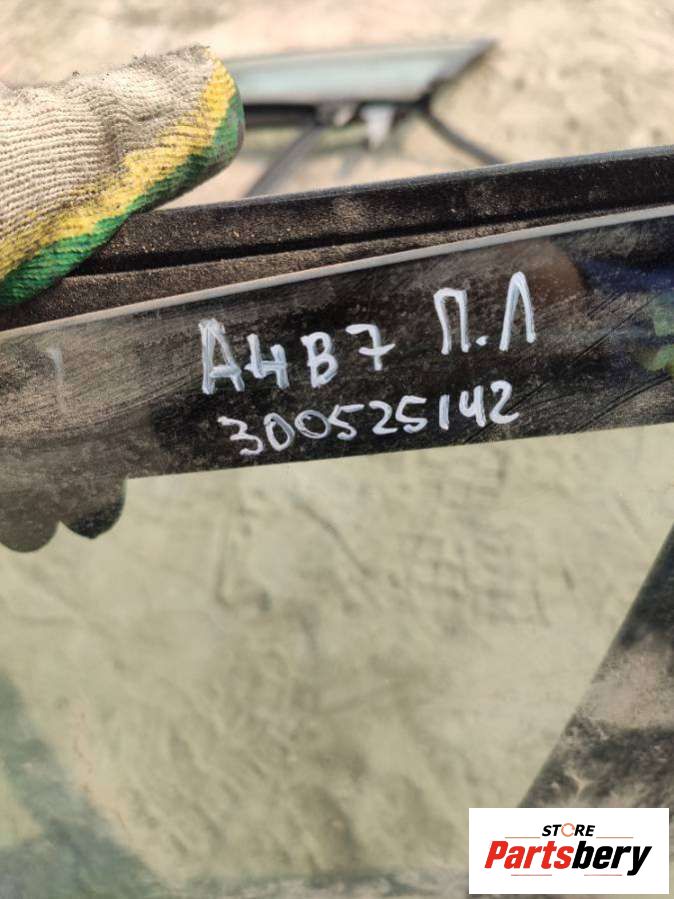 A4B7 П.Л
300525142
STORE
Partsbery